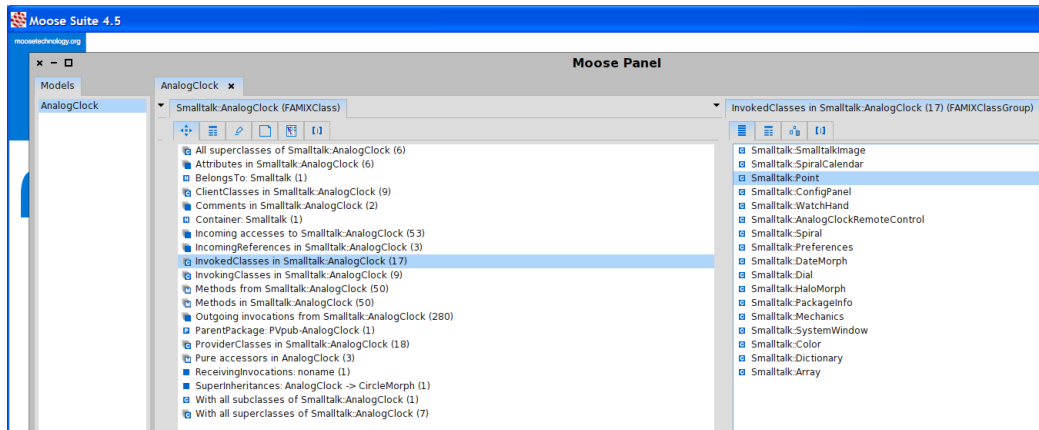 Moose Suite 4.5
moosetechnology.org
Moose Panel
Models
AnalogClock
AnalogClock
Smalltalk::AnalogClock (FAMIXClass)
All superclasses of Smalltalk::AnalogClock (6)
Attributes in Smalltalk::AnalogClock (6)
BelongsTo: Smalltalk (1)
ClientClasses in Smalltalk::AnalogClock (9)
Comments in Smalltalk::AnalogClock (2)
Container: Smalltalk (1)
Incoming accesses to Smalltalk::AnalogClock (53)
IncomingReferences in Smalltalk::AnalogClock (3)
InvokedClasses in Smalltalk::AnalogClock (17)
InvokingClasses in Smalltalk::AnalogClock (9)
Methods from Smalltalk::AnalogClock (50)
Methods in Smalltalk::AnalogClock (50)
Outgoing invocations from Smalltalk::AnalogClock (280)
ParentPackage: PVpub-AnalogClock (1)
ProviderClasses in Smalltalk::AnalogClock (18)
Pure accessors in AnalogClock (3)
ReceivingInvocations: noname (1)
SuperInheritances: AnalogClock -> CircleMorph (1)
With all subclasses of Smalltalk::AnalogClock (1)
With all superclasses of Smalltalk::AnalogClock (7)
InvokedClasses in Smalltalk::AnalogClock (17) (FAMIXClassGroup)
Smalltalk::SmalltalkImage
Smalltalk::SpiralCalendar
Smalltalk::Point
Smalltalk::ConfigPanel
Smalltalk::WatchHand
Smalltalk::AnalogClockRemoteControl
Smalltalk::Spiral
Smalltalk::Preferences
Smalltalk::DateMorph
Smalltalk::Dial
Smalltalk::HaloMorph
Smalltalk::PackageInfo
Smalltalk::Mechanics
Smalltalk::SystemWindow
Smalltalk::Color
Smalltalk::Dictionary
Smalltalk::Array